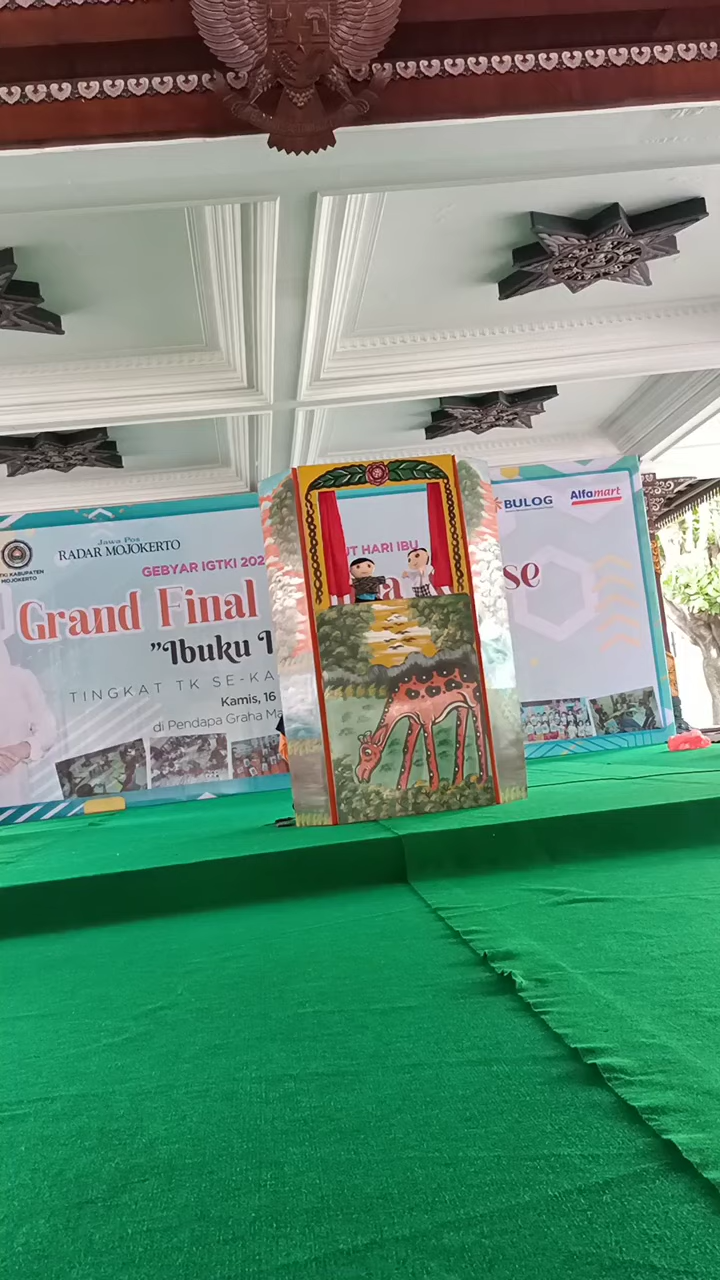 Jawa Pos
RADAR MOJOKERTO
KABUPATEN
MOJOKERTO
BULOG
Alfamart
GEBYAR IGTKI 202
UT HARI IBU
Grand Final
se
"Ibuku
TINGKAT TK SE-KA
Kamis, 16
di Pendapa Graha Ma